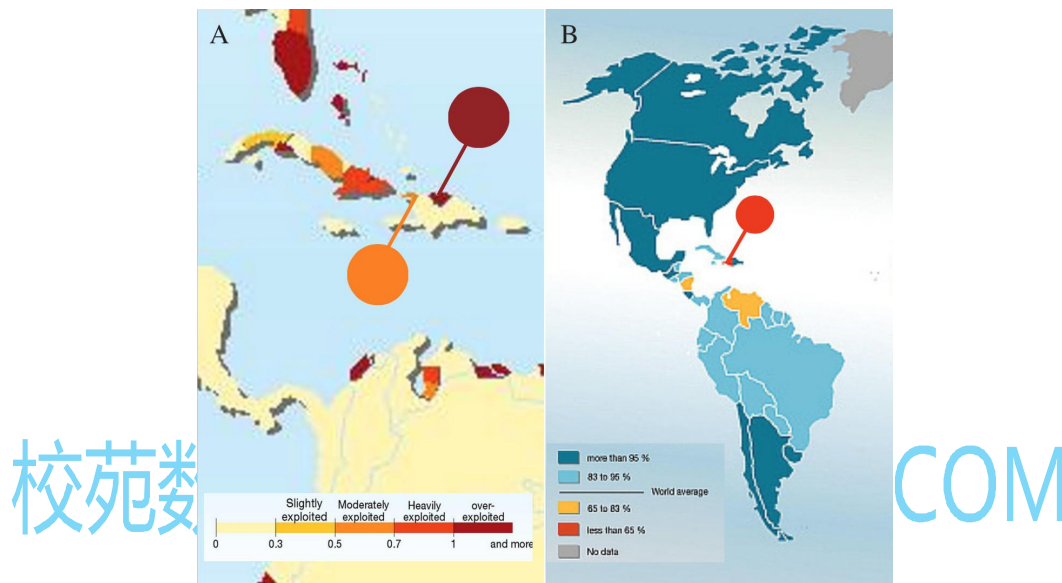 A
B
校苑数
COM
Slightly exploited
Moderately exploited
Heavily exploited
over-exploited
0
0.3
0.5
0.7
1
and more
more than 95 %
83 to 95 %
World average
65 to 83 %
less than 65 %
No data